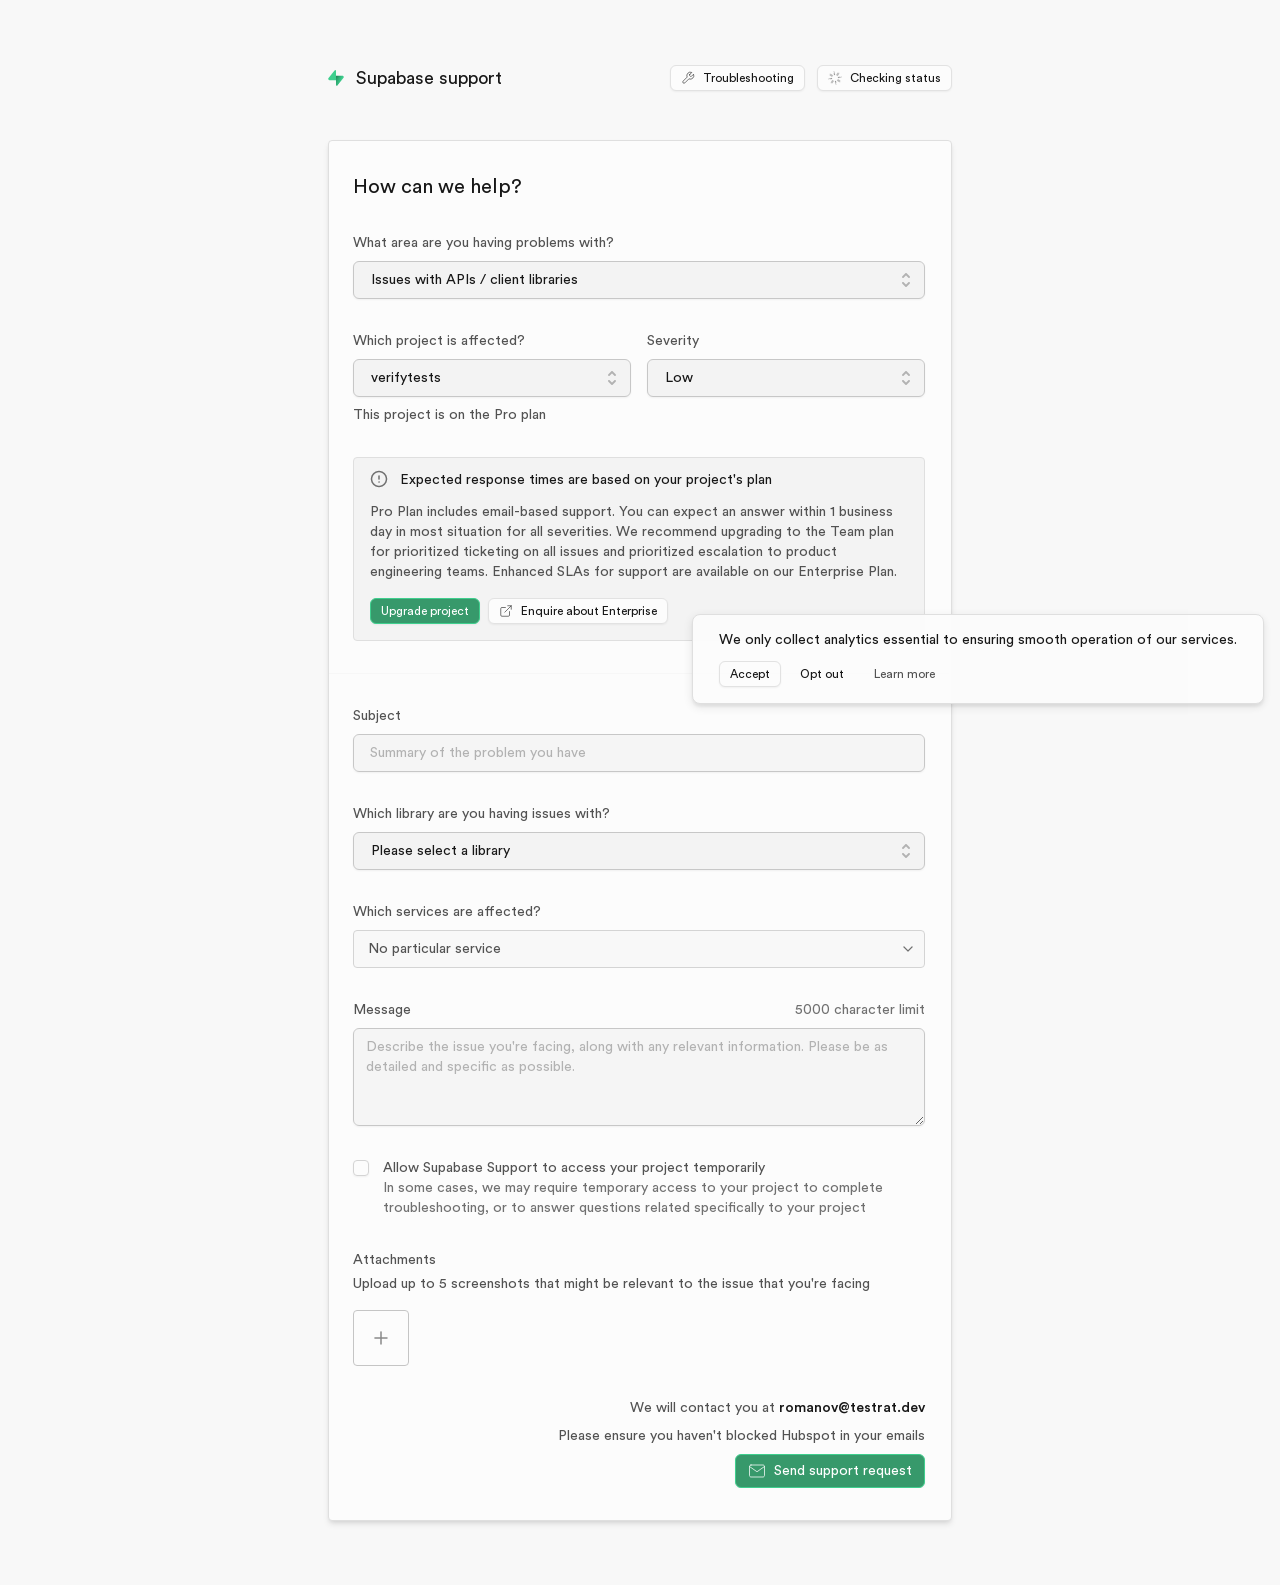 Supabase support
Troubleshooting
Checking status
How can we help?
What area are you having problems with?
Issues with APIs / client libraries
Which project is affected?
Severity
verifytests
Low
This project is on the Pro plan
Expected response times are based on your project's plan
Pro Plan includes email-based support. You can expect an answer within 1 business
day in most situation for all severities. We recommend upgrading to the Team plan
for prioritized ticketing on all issues and prioritized escalation to product
engineering teams. Enhanced SLAs for support are available on our Enterprise Plan.
Upgrade project
Enquire about Enterprise
We only collect analytics essential to ensuring smooth operation of our services.
Accept
Opt out
Learn more
Subject
Summary of the problem you have
Which library are you having issues with?
Please select a library
Which services are affected?
No particular service
Message
5000 character limit
Describe the issue you're facing, along with any relevant information. Please be as
detailed and specific as possible.
Allow Supabase Support to access your project temporarily
In some cases, we may require temporary access to your project to complete
troubleshooting, or to answer questions related specifically to your project
Attachments
Upload up to 5 screenshots that might be relevant to the issue that you're facing
We will contact you at romanov@testrat.dev
Please ensure you haven't blocked Hubspot in your emails
Send support request